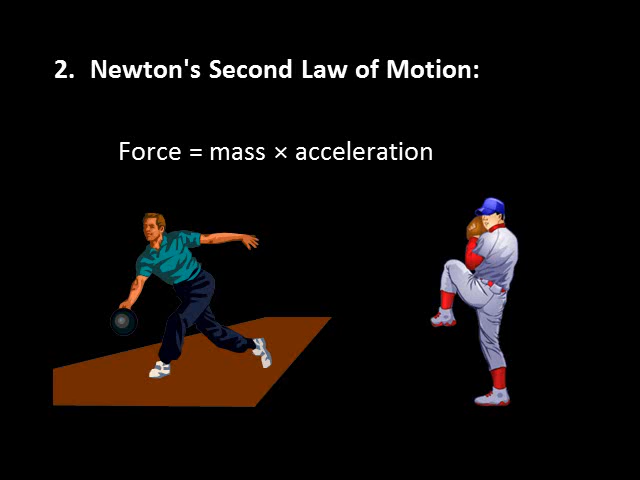 2. Newton's Second Law of Motion:
Force = mass × acceleration